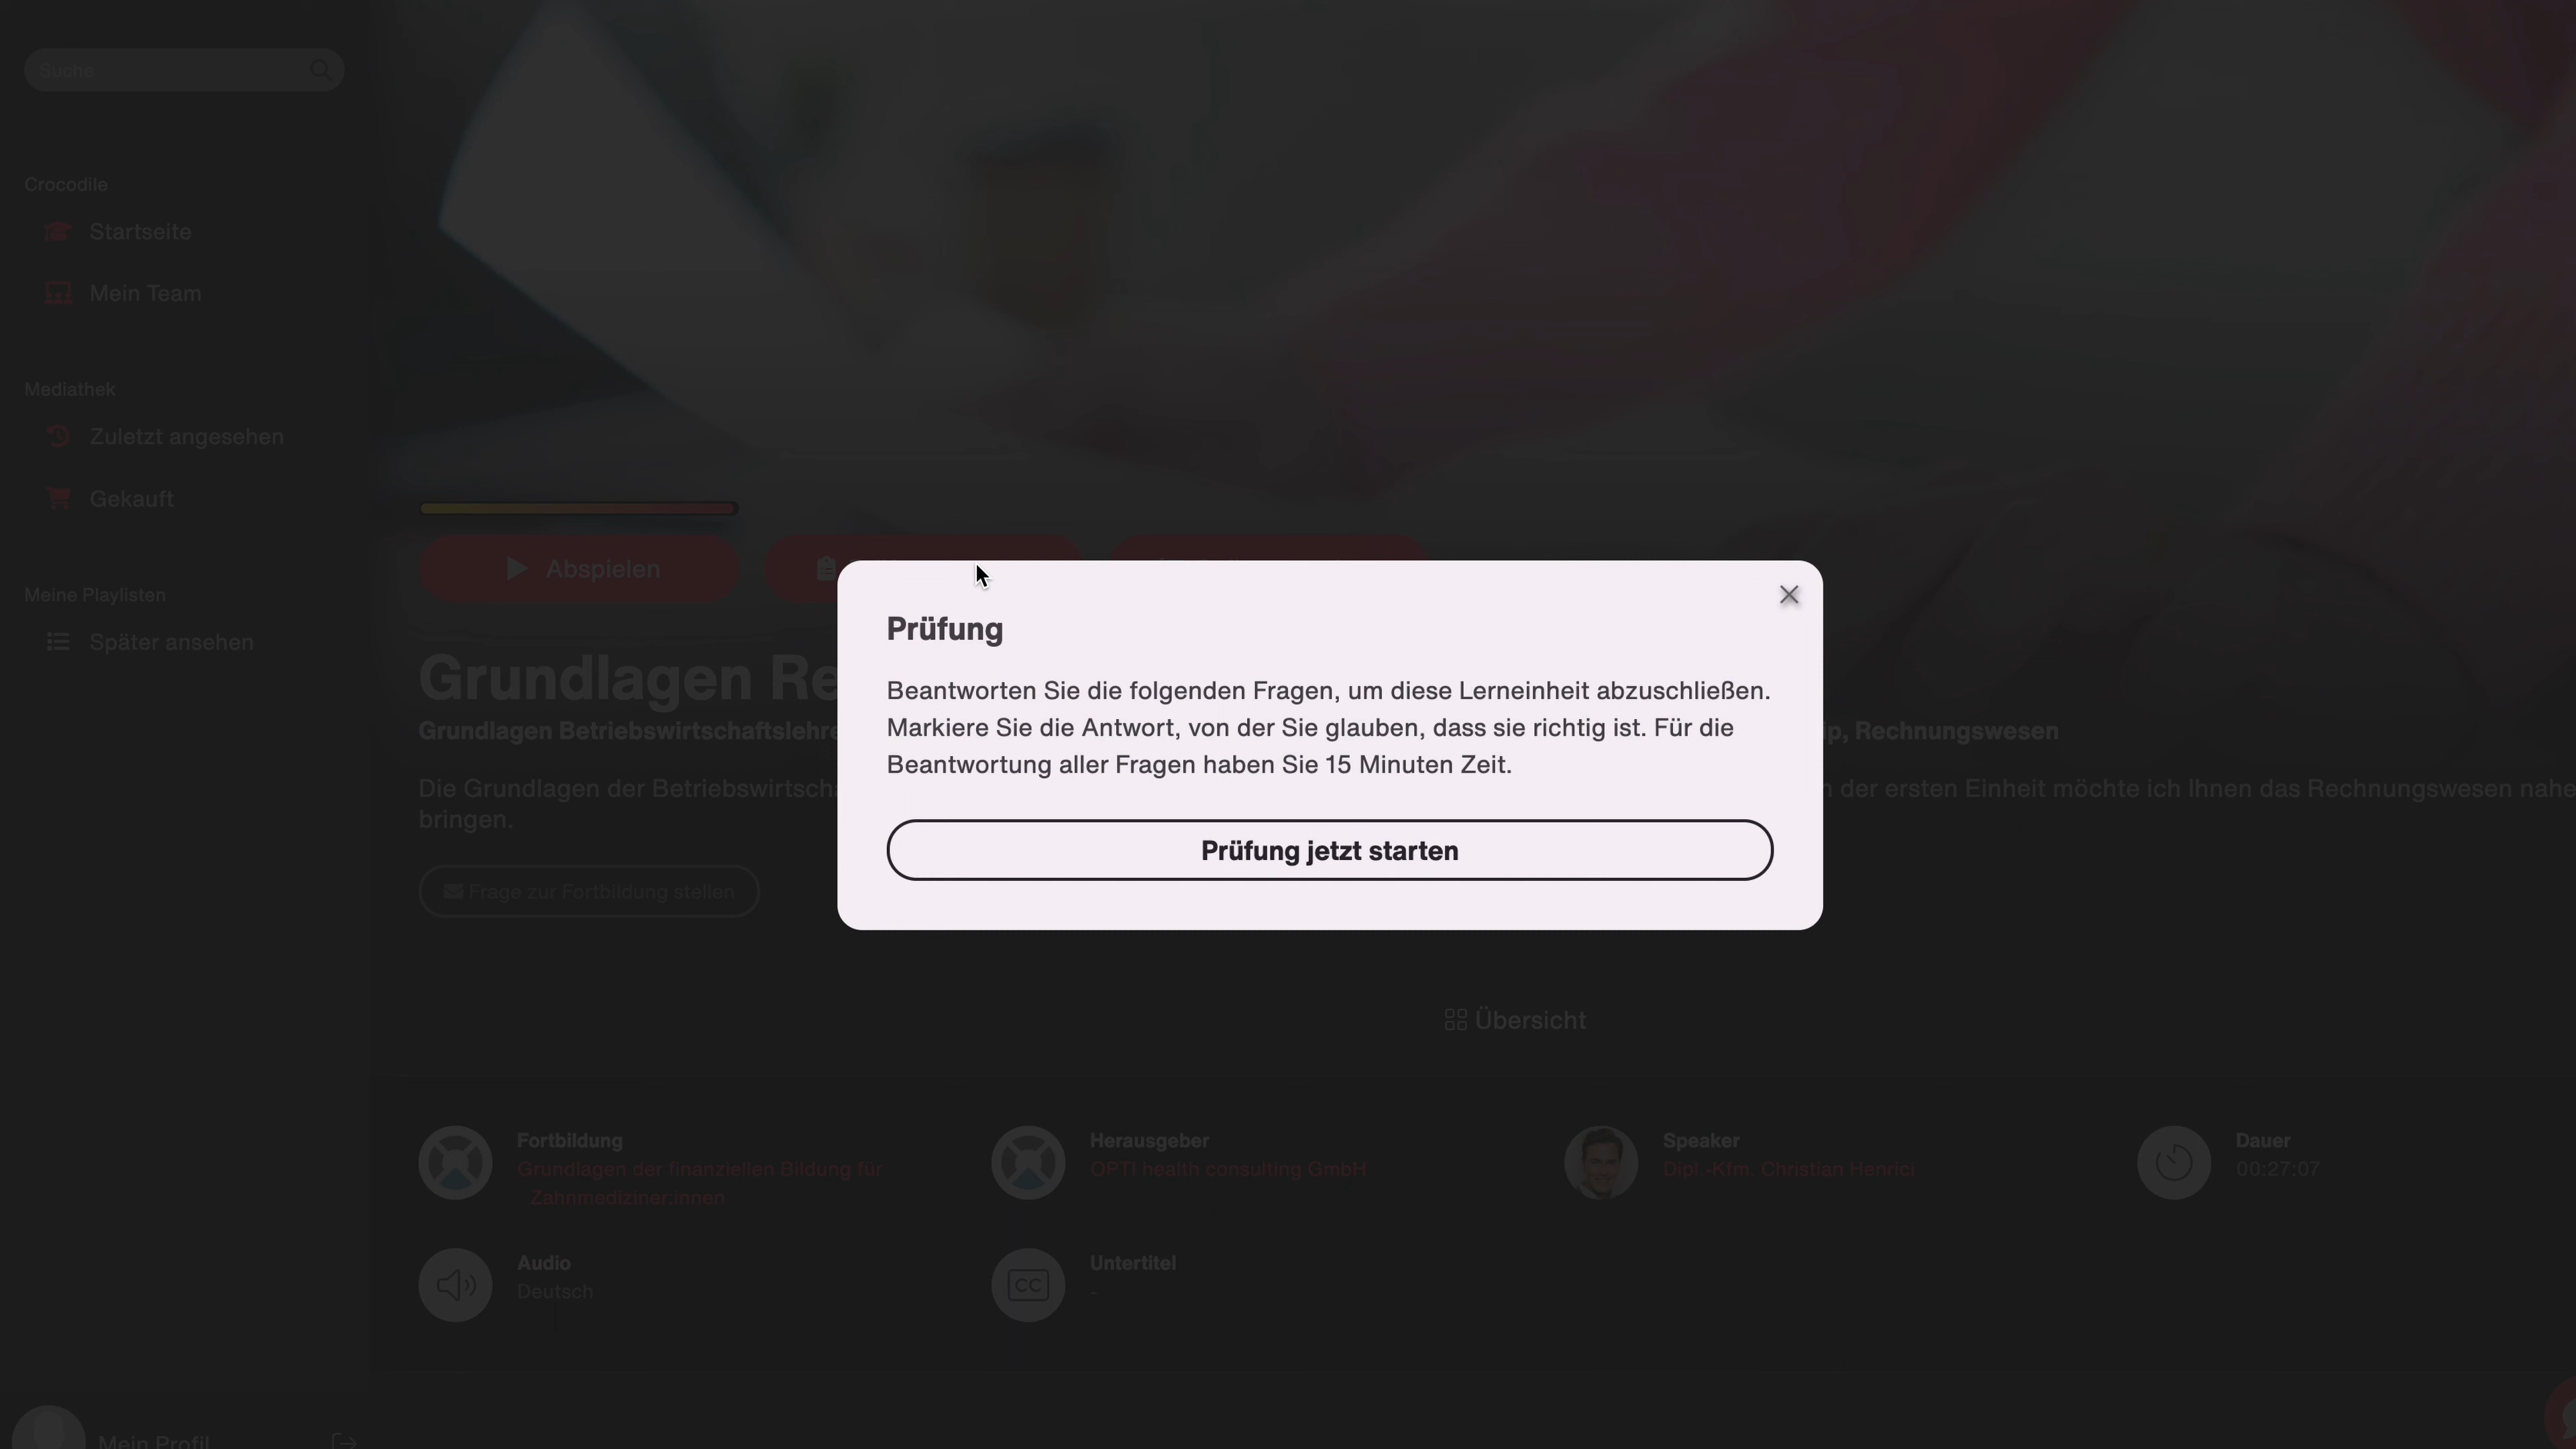 Suche
Crocodile
Startseite
Mein Team
Mediathek
Zuletzt angesehen
Gekauft
Meine Playlisten
Später ansehen
Mein Profil
Abspielen
Grundlagen Re
Grundlagen Betriebswirtschaftslehre
ip, Rechnungswesen
Die Grundlagen der Betriebswirtscha
n der ersten Einheit möchte ich Ihnen das Rechnungswesen nahe
bringen.
Frage zur Fortbildung stellen
Prüfung
Beantworten Sie die folgenden Fragen, um diese Lerneinheit abzuschließen.
Markiere Sie die Antwort, von der Sie glauben, dass sie richtig ist. Für die
Beantwortung aller Fragen haben Sie 15 Minuten Zeit.
Prüfung jetzt starten
Übersicht
Fortbildung
Grundlagen der finanziellen Bildung für
Zahnmediziner:innen
Herausgeber
OPTI health consulting GmbH
Speaker
Dipl.-Kfm. Christian Henrici
Dauer
00:27:07
Audio
Deutsch
Untertitel
-
CC